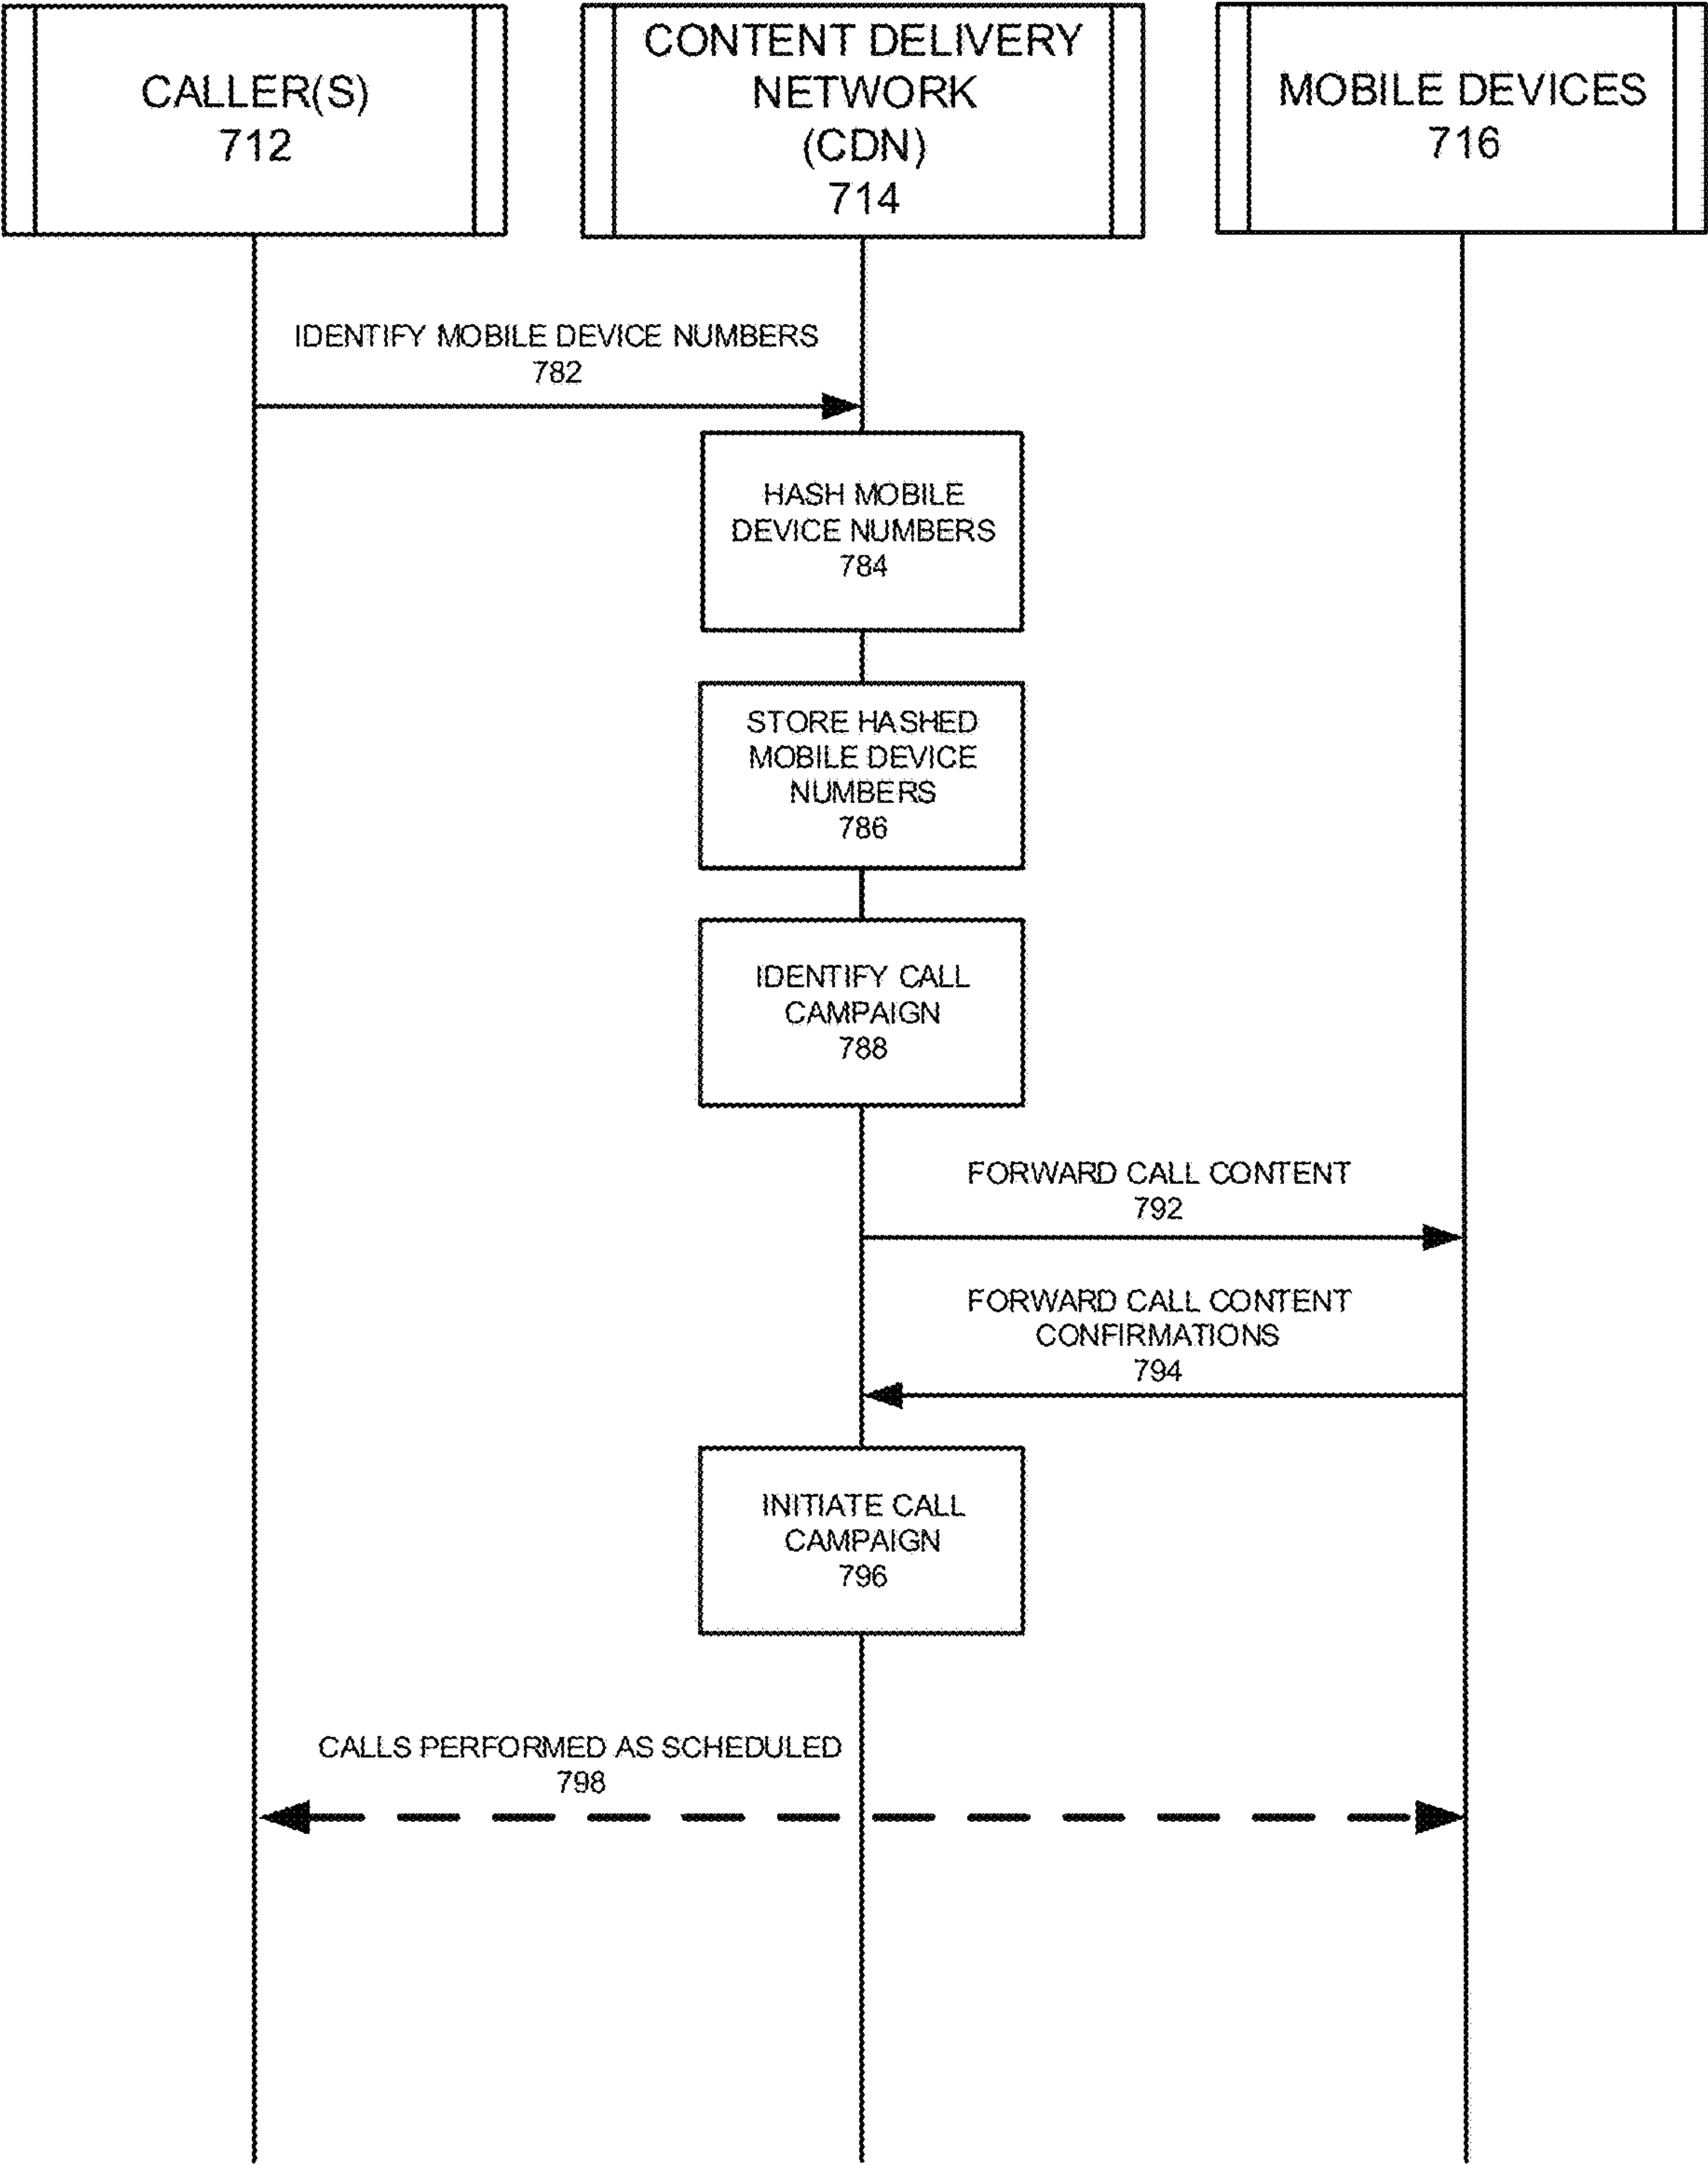 CALLER(S)
712
CONTENT DELIVERY
NETWORK
(CDN)
714
MOBILE DEVICES
716
IDENTIFY MOBILE DEVICE NUMBERS
782
HASH MOBILE
DEVICE NUMBERS
784
STORE HASHED
MOBILE DEVICE
NUMBERS
786
IDENTIFY CALL
CAMPAIGN
788
FORWARD CALL CONTENT
792
FORWARD CALL CONTENT
CONFIRMATIONS
794
INITIATE CALL
CAMPAIGN
796
CALLS PERFORMED AS SCHEDULED
798